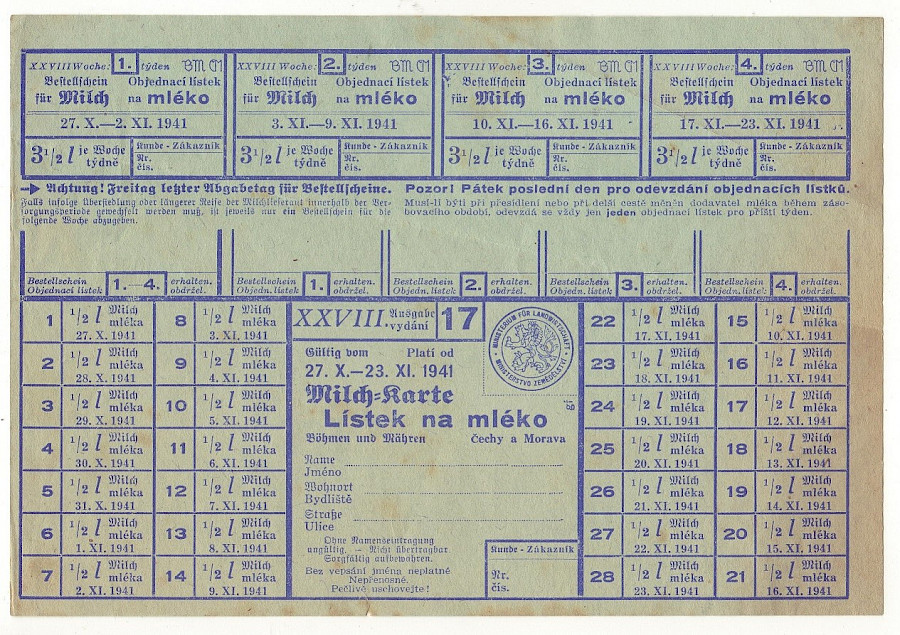 XXVIII Woche: 1. týden BM ČM
Bestellschein Objednací lístek
für Milch na mléko
27. X.—2. XI. 1941
3 1/2 l je Woche týdně
Kunde - Zákazník
Nr.
čís.
XXVIII Woche: 2. týden BM ČM
Bestellschein Objednací lístek
für Milch na mléko
3. XI.—9. XI. 1941
3 1/2 l je Woche týdně
Kunde - Zákazník
Nr.
čís.
XXVIII Woche: 3. týden BM ČM
Bestellschein Objednací lístek
für Milch na mléko
10. XI.—16. XI. 1941
3 1/2 l je Woche týdně
Kunde - Zákazník
Nr.
čís.
XXVIII Woche: 4. týden BM ČM
Bestellschein Objednací lístek
für Milch na mléko
17. XI.—23. XI. 1941
3 1/2 l je Woche týdně
Kunde - Zákazník
Nr.
čís.
Achtung! Freitag letzter Abgabetag für Bestellscheine.
Falls infolge Übersiedlung oder längerer Reise der Milchlieferant innerhalb der Ver-
sorgungsperiode gewechselt werden muß, ist jeweils nur ein Bestellschein für die
folgende Woche abzugeben.
Pozor! Pátek poslední den pro odevzdání objednacích lístků.
Musí-li býti při přesídlení nebo při delší cestě měněn dodavatel mléka během záso-
bovacího období, odevzdá se vždy jen jeden objednací lístek pro příští týden.
Bestellschein 1.—4. erhalten.
Objednací lístek obdržel.
Bestellschein 1. erhalten.
Objedn. lístek obdržel.
Bestellschein 2. erhalten.
Objedn. lístek obdržel.
Bestellschein 3. erhalten.
Objedn. lístek obdržel.
Bestellschein 4. erhalten.
Objedn. lístek obdržel.
1 1/2 l Milch mléka 27. X. 1941
8 1/2 l Milch mléka 3. XI. 1941
2 1/2 l Milch mléka 28. X. 1941
9 1/2 l Milch mléka 4. XI. 1941
3 1/2 l Milch mléka 29. X. 1941
10 1/2 l Milch mléka 5. XI. 1941
4 1/2 l Milch mléka 30. X. 1941
11 1/2 l Milch mléka 6. XI. 1941
5 1/2 l Milch mléka 31. X. 1941
12 1/2 l Milch mléka 7. XI. 1941
6 1/2 l Milch mléka 1. XI. 1941
13 1/2 l Milch mléka 8. XI. 1941
7 1/2 l Milch mléka 2. XI. 1941
14 1/2 l Milch mléka 9. XI. 1941
XXVIII. Ausgabe vydání 17
MINISTERIUM FÜR LANDWIRTSCHAFT
MINISTERSTVO ZEMĚDĚLSTVÍ
Gültig vom Platí od
27. X.—23. XI. 1941
Milch-Karte
Lístek na mléko
Böhmen und Mähren Čechy a Morava
Name
Jméno
Wohnort
Bydliště
Straße
Ulice
Ohne Namenseintragung
ungültig. — Nicht übertragbar
Sorgfältig aufbewahren.
Bez vepsání jména neplatné
Nepřenosné.
Pečlivě uschovejte!
Kunde - Zákazník
Nr.
čís.
22 1/2 l Milch mléka 17. XI. 1941
15 1/2 l Milch mléka 10. XI. 1941
23 1/2 l Milch mléka 18. XI. 1941
16 1/2 l Milch mléka 11. XI. 1941
24 1/2 l Milch mléka 19. XI. 1941
17 1/2 l Milch mléka 12. XI. 1941
25 1/2 l Milch mléka 20. XI. 1941
18 1/2 l Milch mléka 13. XI. 1941
26 1/2 l Milch mléka 21. XI. 1941
19 1/2 l Milch mléka 14. XI. 1941
27 1/2 l Milch mléka 22. XI. 1941
20 1/2 l Milch mléka 15. XI. 1941
28 1/2 l Milch mléka 23. XI. 1941
21 1/2 l Milch mléka 16. XI. 1941